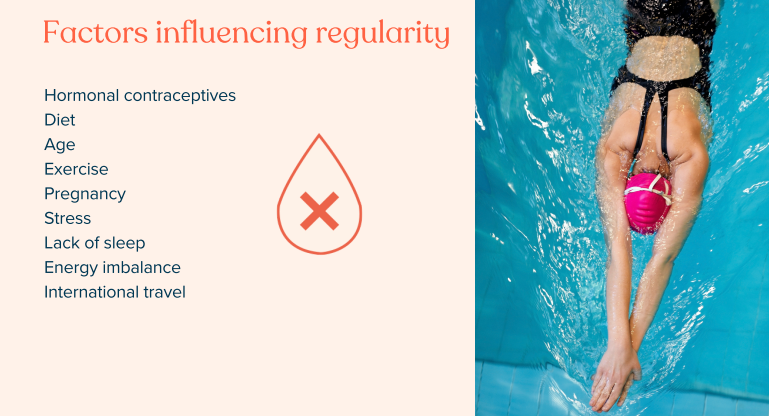 Factors influencing regularity
Hormonal contraceptives
Diet
Age
Exercise
Pregnancy
Stress
Lack of sleep
Energy imbalance
International travel